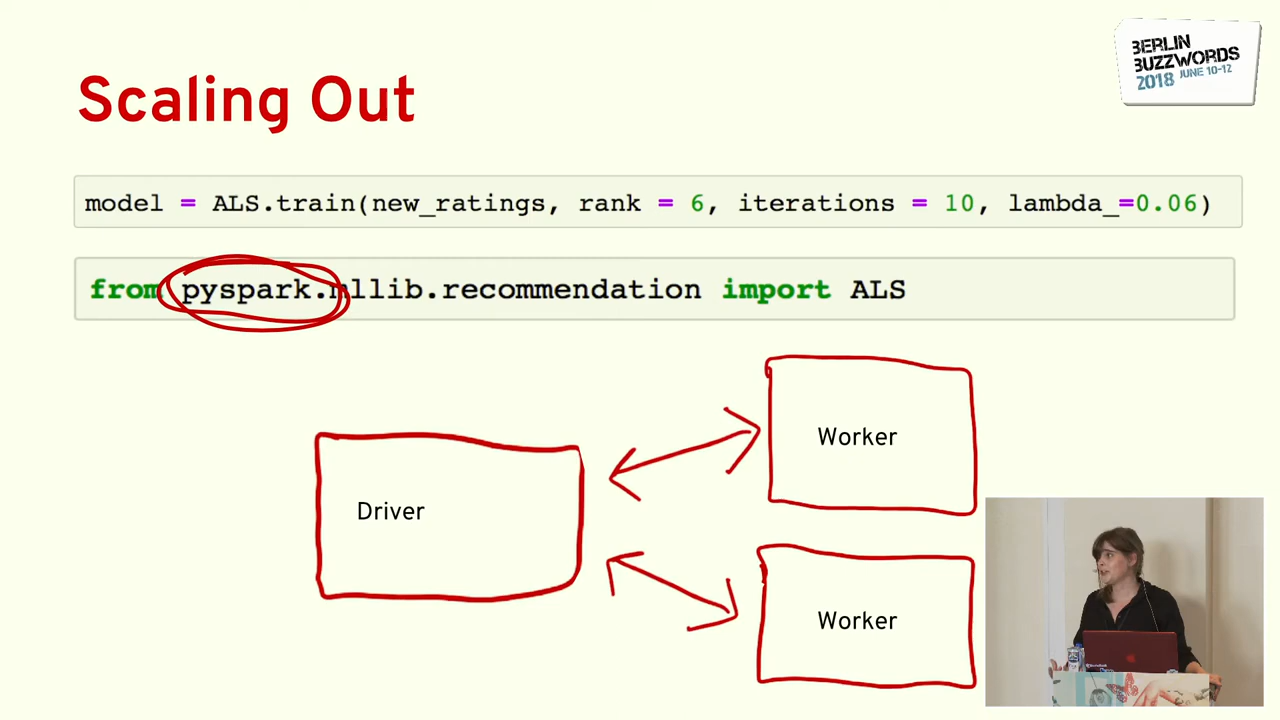 BERLIN
BUZZWORDS
2018 JUNE 10-12
Scaling Out
model = ALS.train(new_ratings, rank = 6, iterations = 10, lambda_=0.06)
from pyspark.mllib.recommendation import ALS
Worker
Driver
Worker